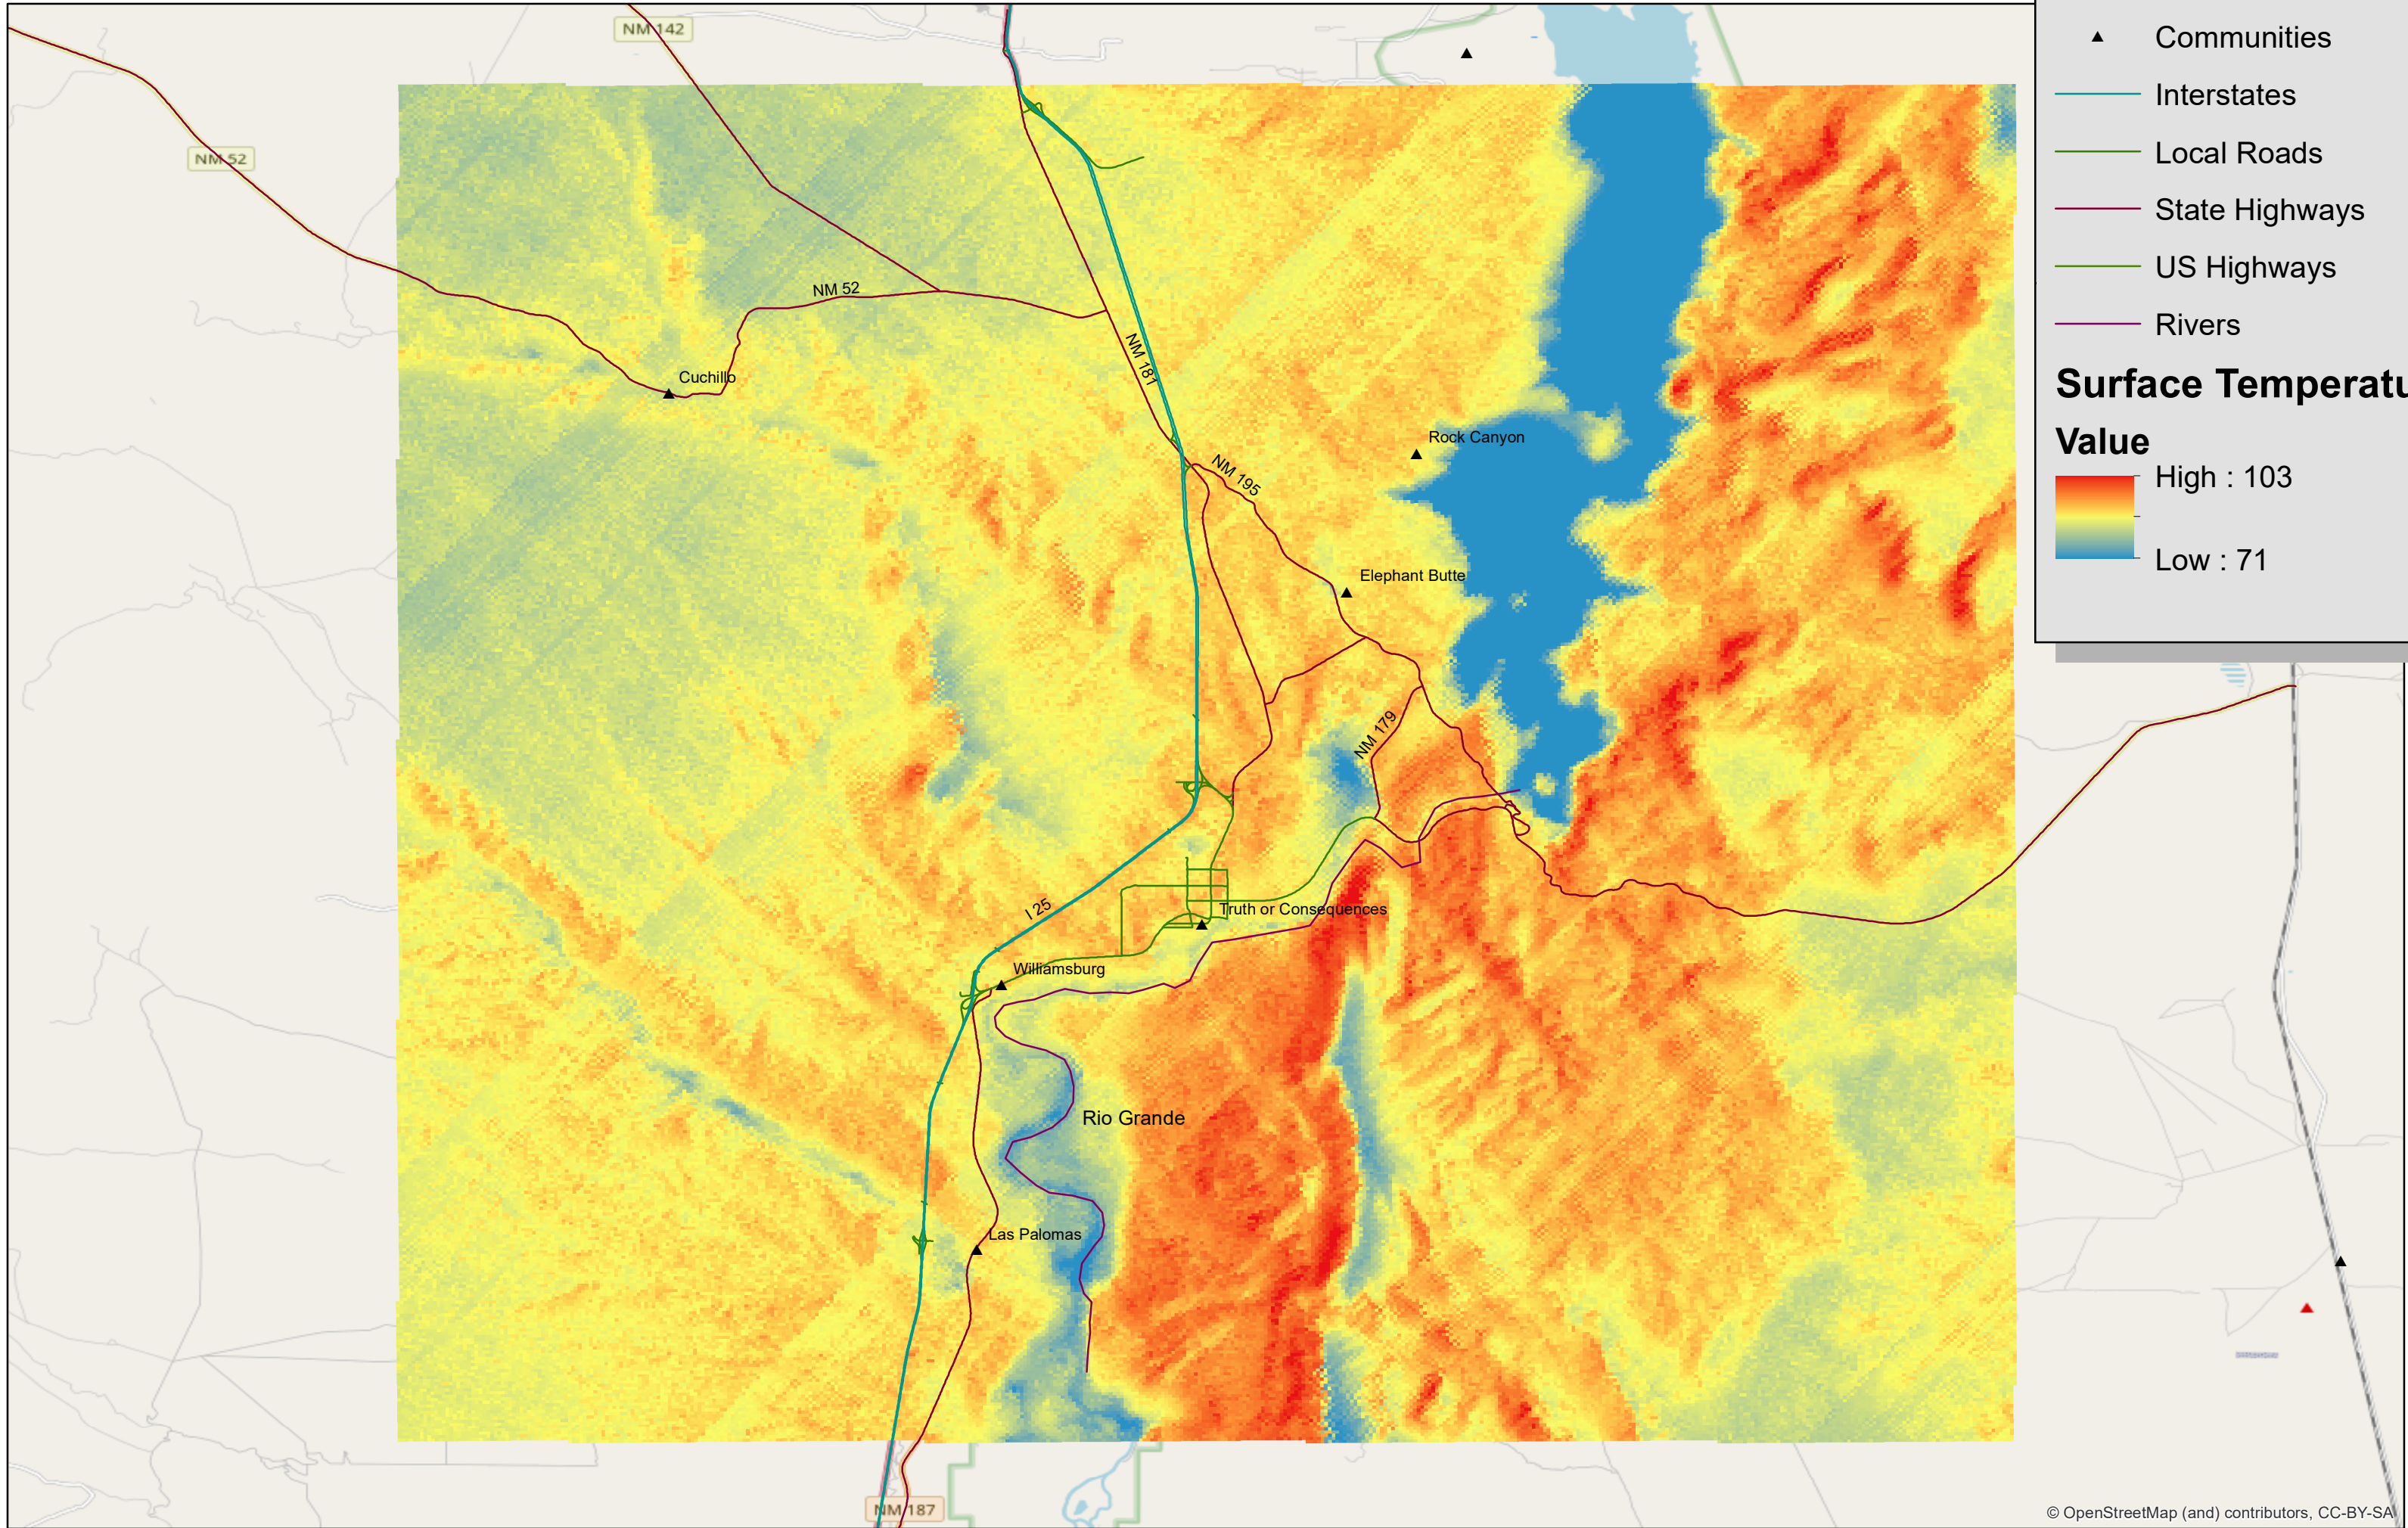 NM 142
NM 52
NM 52
NM 181
Cuchillo
NM 195
Rock Canyon
Elephant Butte
NM 179
I 25
Truth or Consequences
Williamsburg
Rio Grande
Las Palomas
NM 187
Communities
Interstates
Local Roads
State Highways
US Highways
Rivers
Surface Temperatu
Value
High : 103
Low : 71
© OpenStreetMap (and) contributors, CC-BY-SA